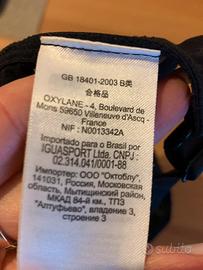 GB 18401-2003 B类
合格品
OXYLANE - 4, Boulevard de
Mons 59650 Villeneuve d'Ascq -
France
NIF : N0013342A
Importado para o Brasil por
IGUASPORT Ltda. CNPJ :
02.314.041/0001-88
Импортер: ООО "Октоблу",
141031, Россия, Московская
область, Мытищинский район,
МКАД 84-й км., ТПЗ
"Алтуфьево", владение 3,
строение 3
subito